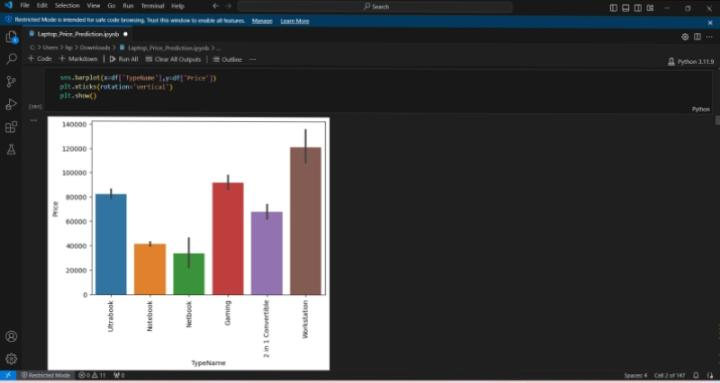 File Edit Selection View Go Run Terminal Help
Search
Restricted Mode is intended for safe code browsing. Trust this window to enable all features. Manage Learn More
Laptop_Price_Prediction.ipynb
C: > Users > hp > Downloads > Laptop_Price_Prediction.ipynb > ...
+ Code + Markdown Run All Clear All Outputs Outline ...
Python 3.11.9
sns.barplot(x=df['TypeName'],y=df['Price'])
plt.xticks(rotation='vertical')
plt.show()
Python
140000
120000
100000
80000
60000
40000
20000
0
Price
Ultrabook
Notebook
Netbook
Gaming
2 in 1 Convertible
Workstation
TypeName
Restricted Mode 0 11 0
Spaces: 4 Cell 2 of 147